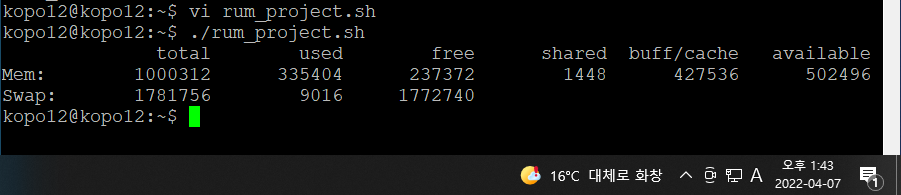 kopo12@kopo12:~$ vi rum_project.sh
kopo12@kopo12:~$ ./rum_project.sh
total used free shared buff/cache available
Mem: 1000312 335404 237372 1448 427536 502496
Swap: 1781756 9016 1772740
kopo12@kopo12:~$
16°C 대체로 화창 A 오후 1:43
2022-04-07
1